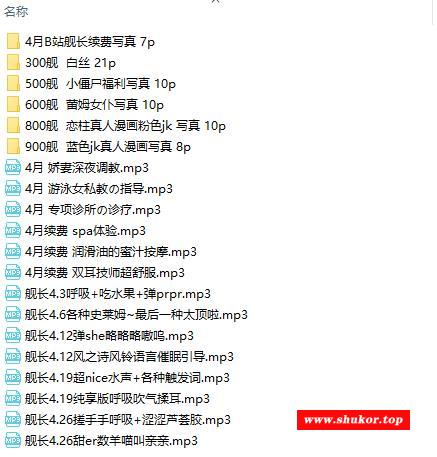 名称
4月B站舰长续费写真 7p
300舰  白丝 21p
500舰  小僵尸福利写真 10p
600舰  蕾姆女仆写真 10p
800舰  恋柱真人漫画粉色jk 写真 10p
900舰  蓝色jk真人漫画写真 8p
4月 娇妻深夜调教.mp3
4月 游泳女私教の指导.mp3
4月 专项诊所の诊疗.mp3
4月续费 spa体验.mp3
4月续费 润滑油的蜜汁按摩.mp3
4月续费 双耳技师超舒服.mp3
舰长4.3呼吸+吃水果+弹prpr.mp3
舰长4.6各种史莱姆~最后一种太顶啦.mp3
舰长4.12弹she略略略嗷呜.mp3
舰长4.12风之诗风铃语言催眠引导.mp3
舰长4.19超nice水声+各种触发词.mp3
舰长4.19纯享版呼吸吹气揉耳.mp3
舰长4.26搓手手呼吸+涩涩芦荟胶.mp3
舰长4.26甜er数羊喵叫亲亲.mp3
www.shukor.top